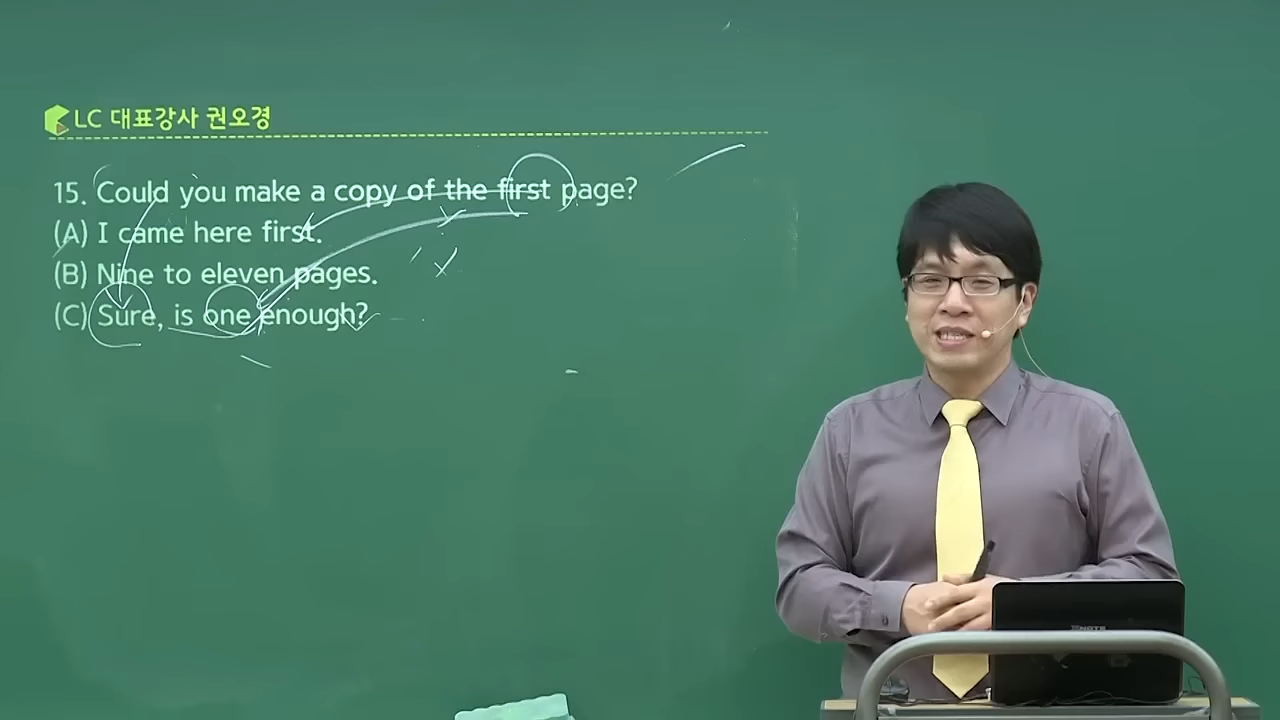 LC 대표강사 권오경
15. Could you make a copy of the first page?
(A) I came here first.
(B) Nine to eleven pages.
(C) Sure, is one enough?